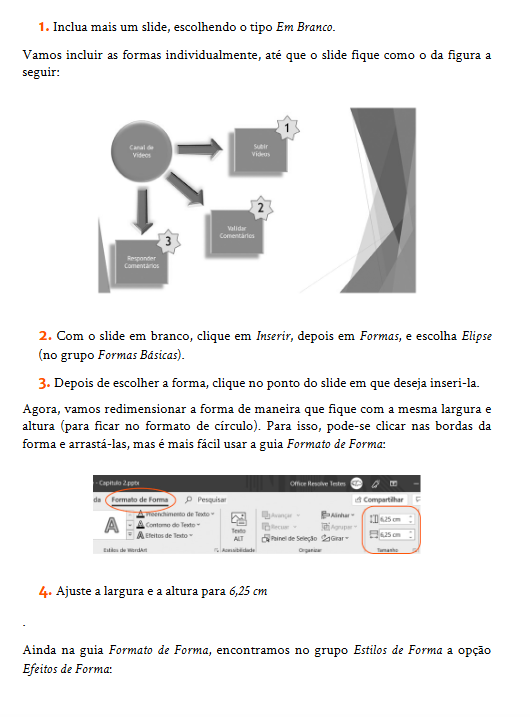 1. Inclua mais um slide, escolhendo o tipo Em Branco.
Vamos incluir as formas individualmente, até que o slide fique como o da figura a
seguir:
Canal de
Vídeos
1
Subir
Vídeos
2
Validar
Comentários
3
Responder
Comentários
2. Com o slide em branco, clique em Inserir, depois em Formas, e escolha Elipse
(no grupo Formas Básicas).
3. Depois de escolher a forma, clique no ponto do slide em que deseja inseri-la.
Agora, vamos redimensionar a forma de maneira que fique com a mesma largura e
altura (para ficar no formato de círculo). Para isso, pode-se clicar nas bordas da
forma e arrastá-las, mas é mais fácil usar a guia Formato de Forma:
- Capitulo 2.pptx
Office Resolve Testes
da
Formato de Forma
Pesquisar
Compartilhar
A
Preenchimento de Texto
Contorno do Texto
Efeitos de Texto
Estilos de WordArt
Texto
ALT
Acessibilidade
Avançar
Recuar
Painel de Seleção
Alinhar
Agrupar
Girar
Organizar
6,25 cm
6,25 cm
Tamanho
4. Ajuste a largura e a altura para 6,25 cm
.
Ainda na guia Formato de Forma, encontramos no grupo Estilos de Forma a opção
Efeitos de Forma: